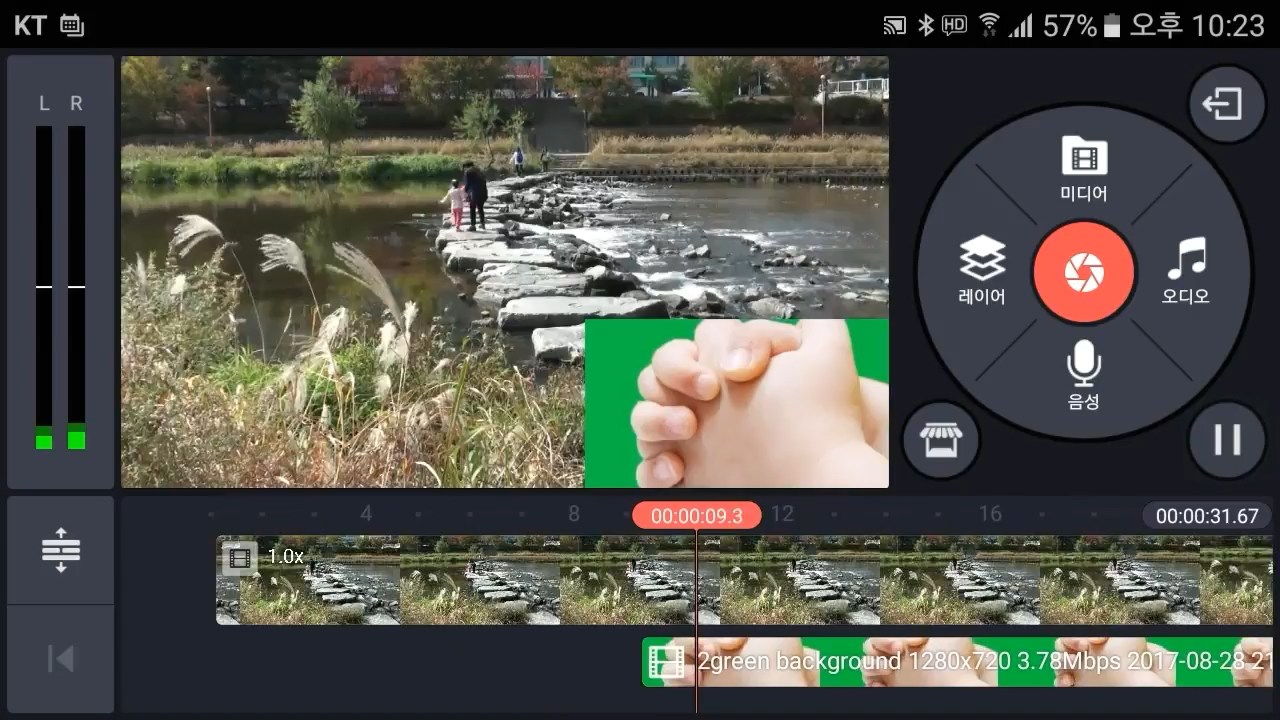 KT HD 57% 오후 10:23
L R
미디어
레이어
오디오
음성
4 8 00:00:09.3 12 16 00:00:31.67
1.0x
2green background 1280x720 3.78Mbps 2017-08-28 21